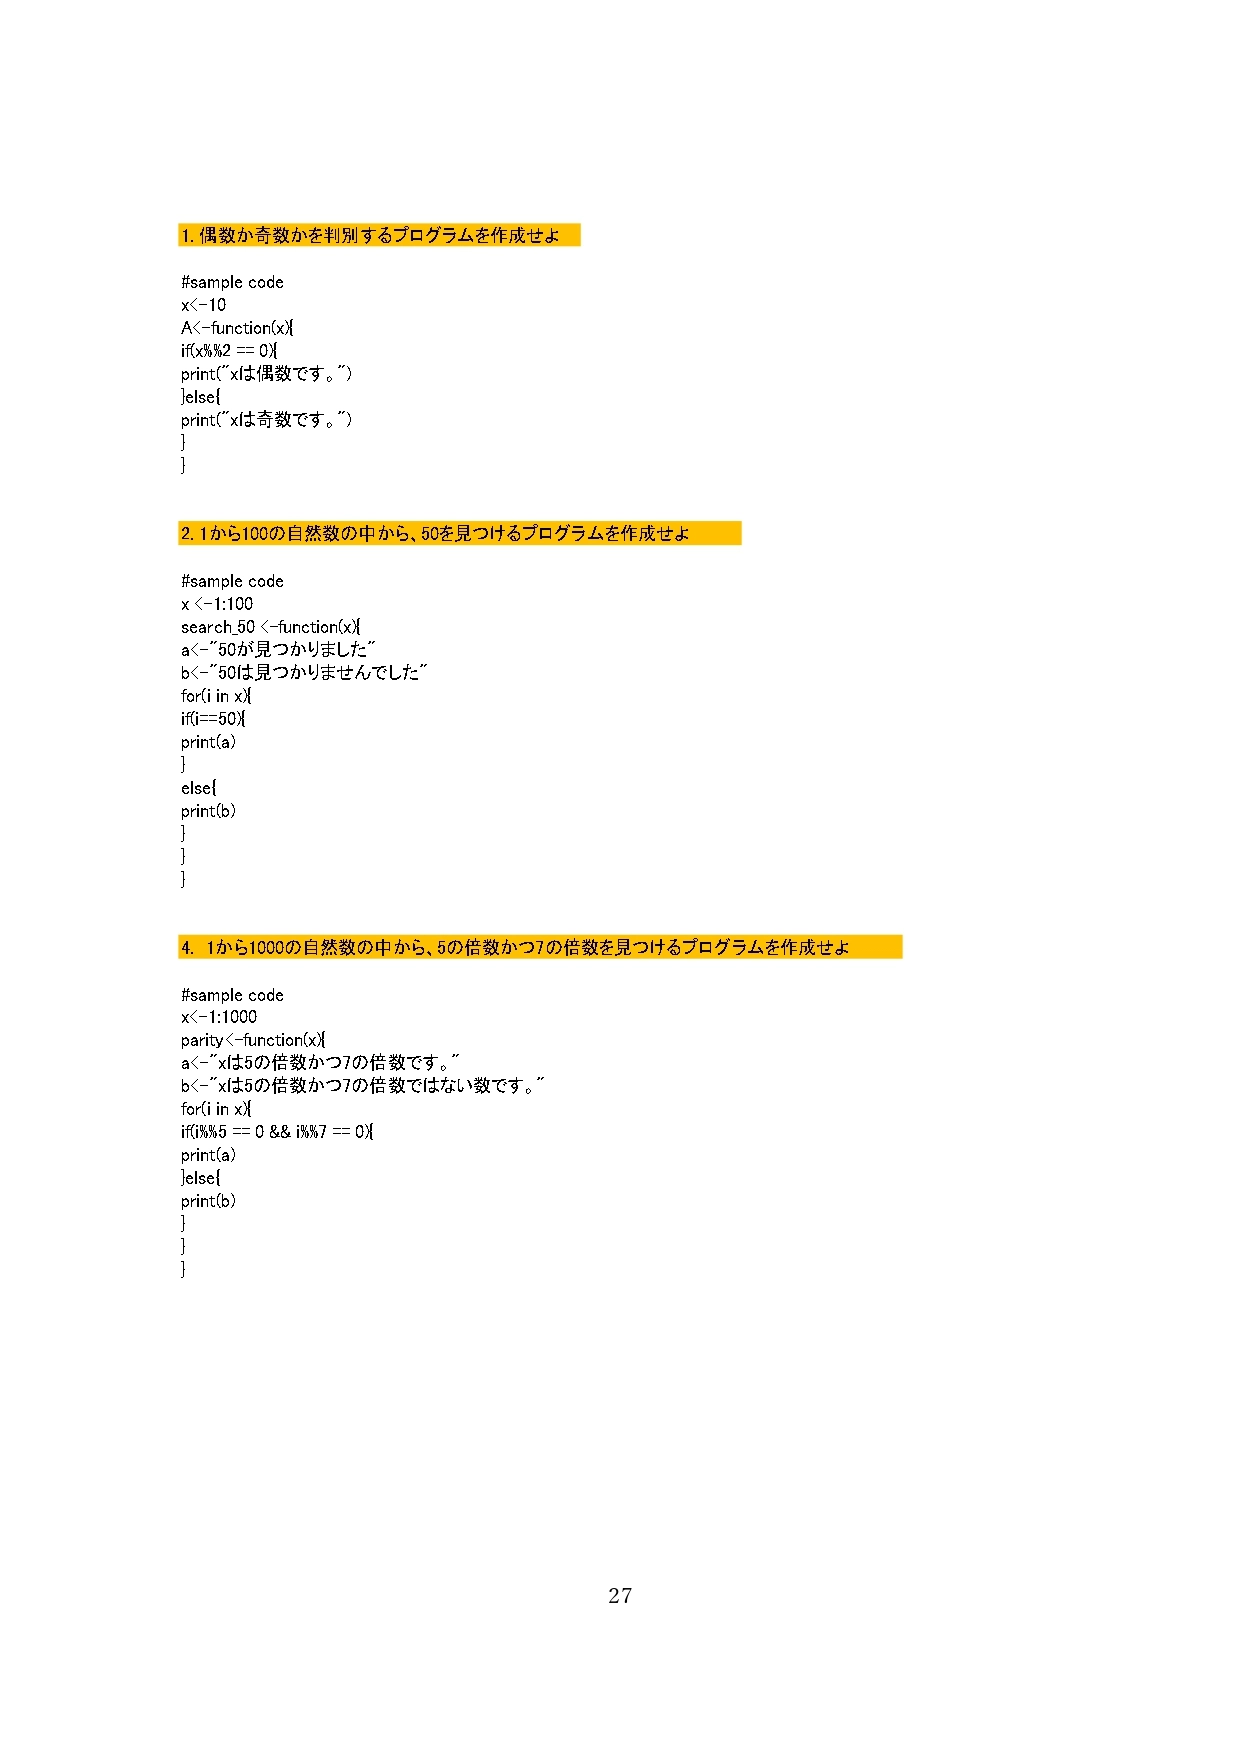 1. 偶数か奇数かを判別するプログラムを作成せよ
#sample code
x<-10
A<-function(x){
if(x%%2 == 0){
print("xは偶数です。")
}else{
print("xは奇数です。")
}
}
2. 1から100の自然数の中から、50を見つけるプログラムを作成せよ
#sample code
x <-1:100
search_50 <-function(x){
a<-"50が見つかりました"
b<-"50は見つかりませんでした"
for(i in x){
if(i==50){
print(a)
}
else{
print(b)
}
}
}
4. 1から1000の自然数の中から、5の倍数かつ7の倍数を見つけるプログラムを作成せよ
#sample code
x<-1:1000
parity<-function(x){
a<-"xは5の倍数かつ7の倍数です。"
b<-"xは5の倍数かつ7の倍数ではない数です。"
for(i in x){
if(i%%5 == 0 && i%%7 == 0){
print(a)
}else{
print(b)
}
}
}
27